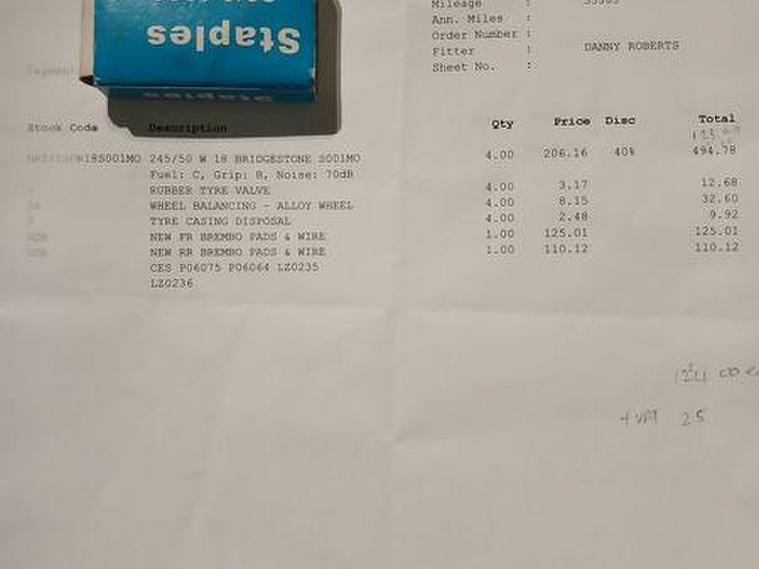 Staples
Mileage :
Ann. Miles :
Order Number :
Fitter : DANNY ROBERTS
Sheet No. :
Stock Code Description Qty Price Disc Total
W18S001MO 245/50 W 18 BRIDGESTONE S001MO 4.00 206.16 40% 494.78
Fuel: C, Grip: B, Noise: 70dB
RUBBER TYRE VALVE 4.00 3.17 12.68
WHEEL BALANCING - ALLOY WHEEL 4.00 8.15 32.60
TYRE CASING DISPOSAL 4.00 2.48 9.92
NEW FR BREMBO PADS & WIRE 1.00 125.01 125.01
NEW RR BREMBO PADS & WIRE 1.00 110.12 110.12
CES P06075 P06064 LZ0235
LZ0236
+ VAT 25